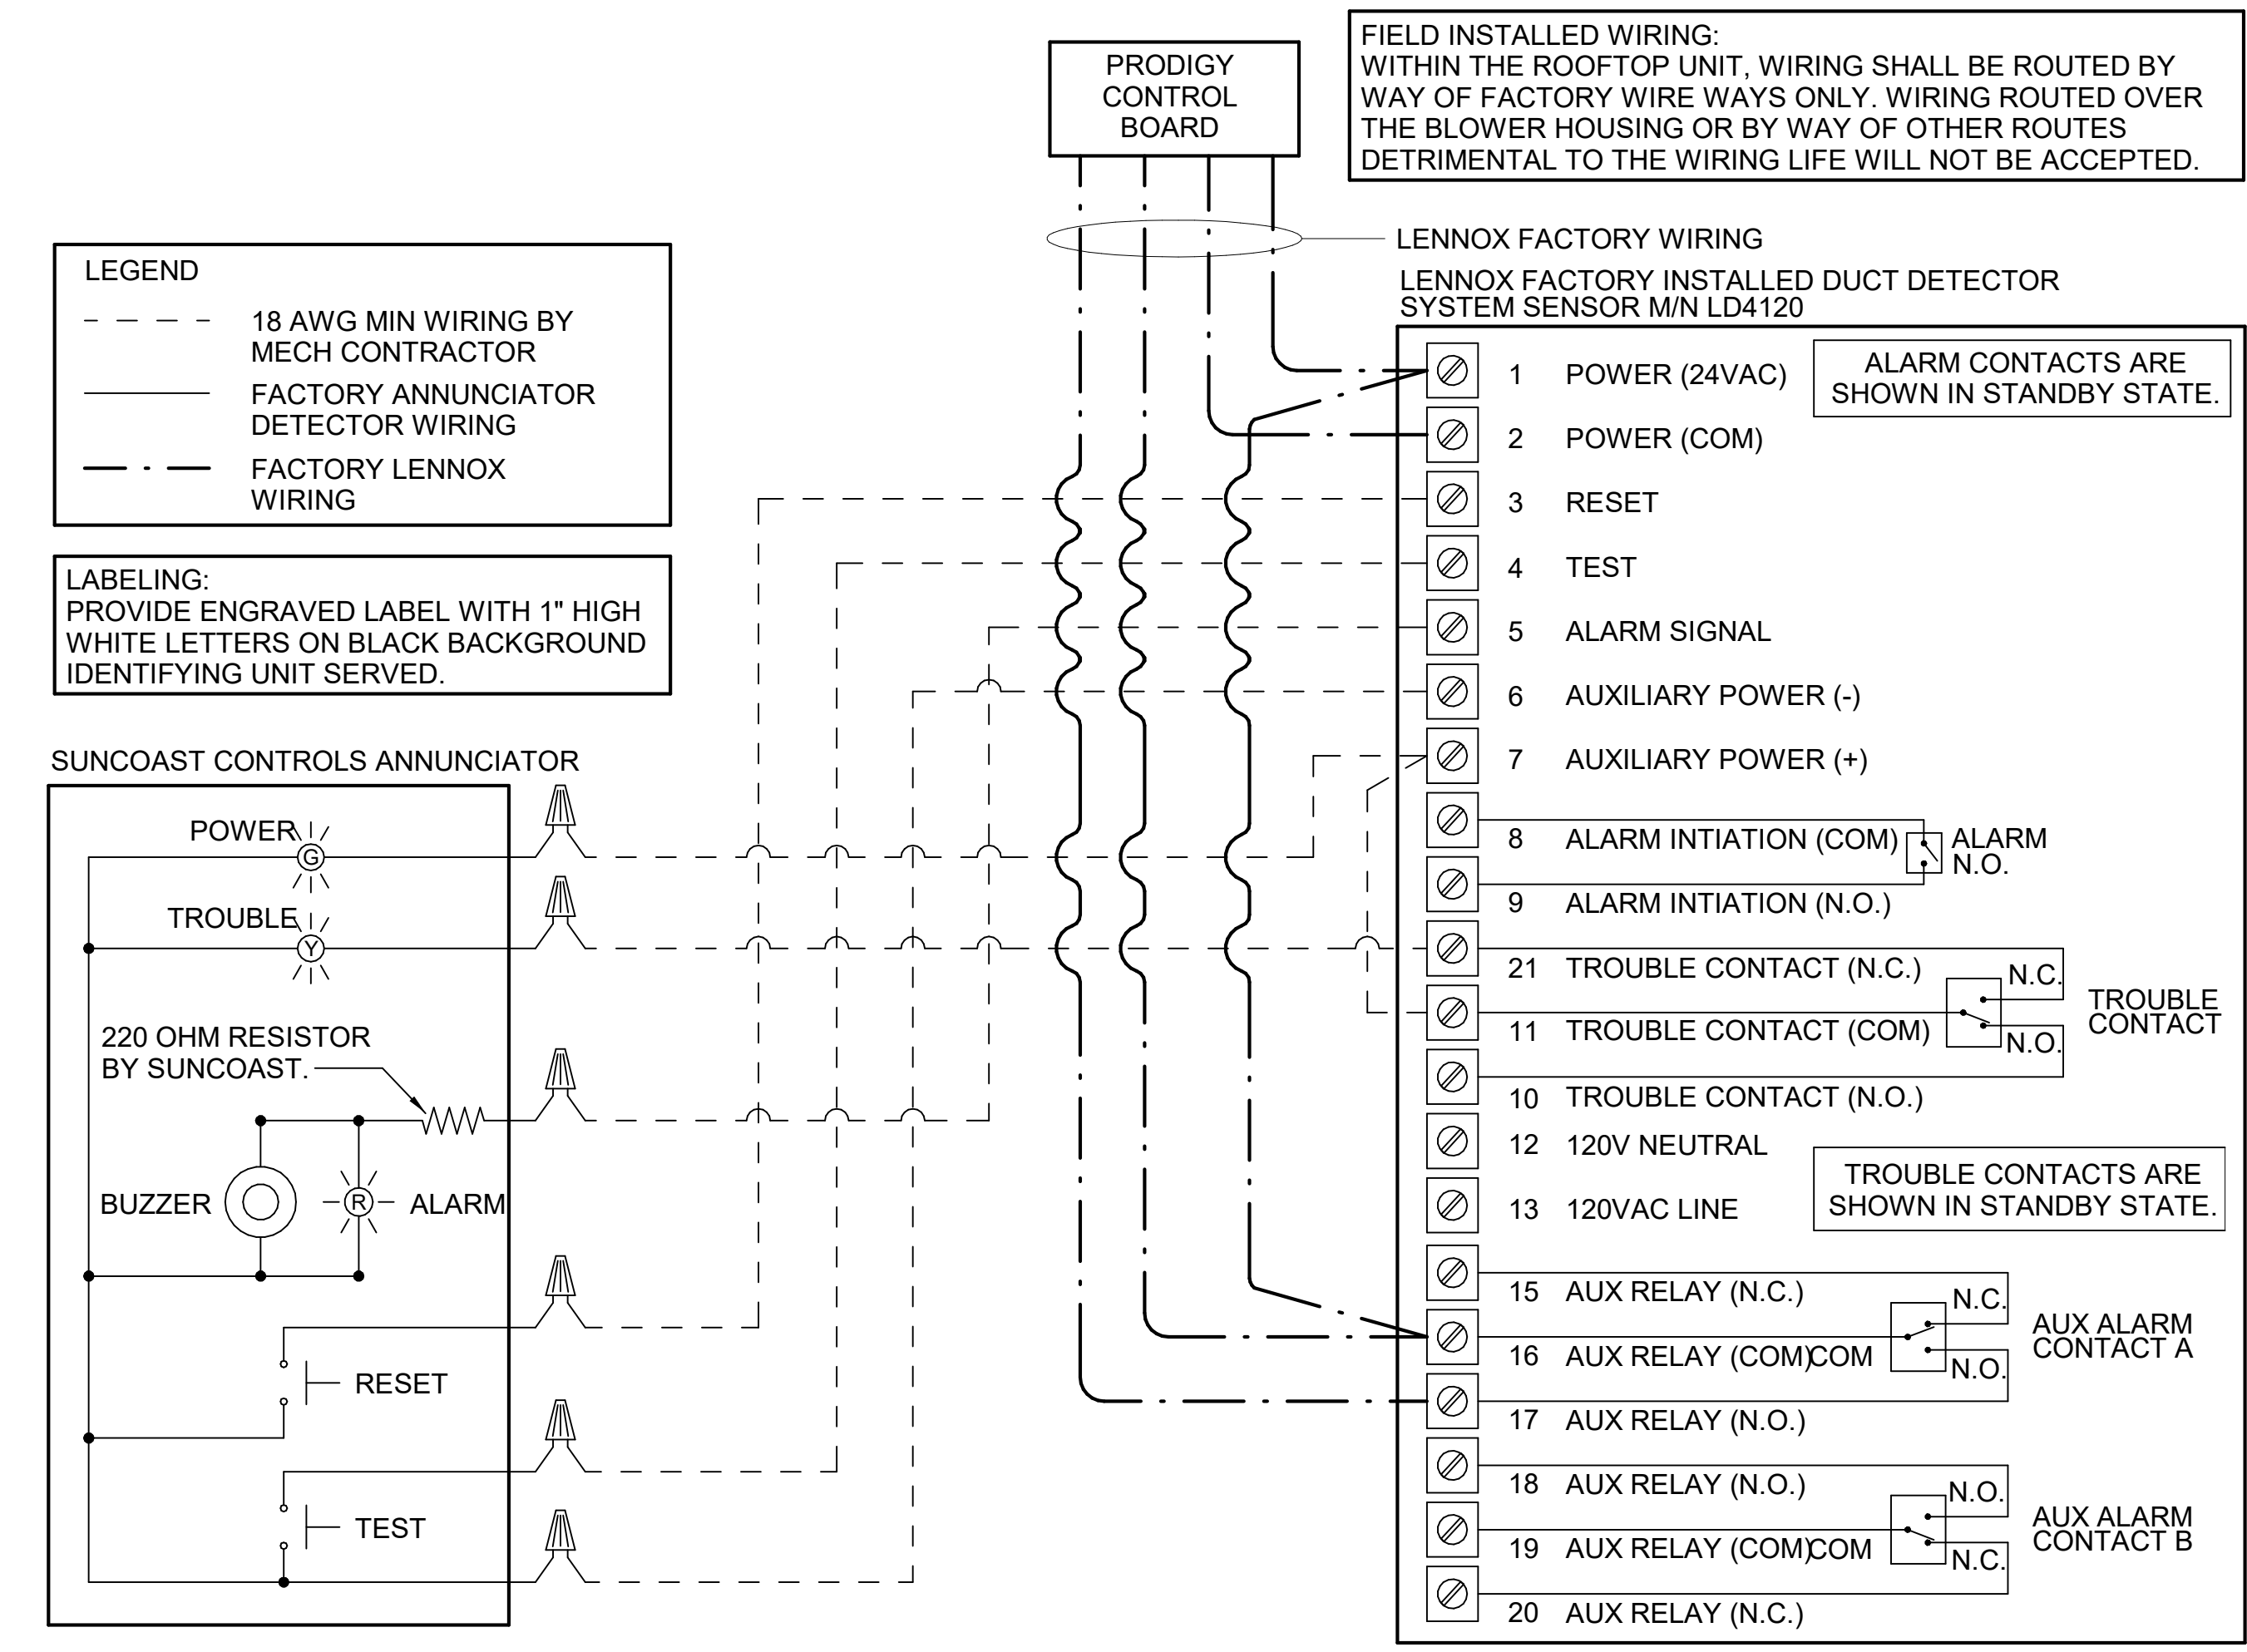 PRODIGY
CONTROL
BOARD
FIELD INSTALLED WIRING:
WITHIN THE ROOFTOP UNIT, WIRING SHALL BE ROUTED BY
WAY OF FACTORY WIRE WAYS ONLY. WIRING ROUTED OVER
THE BLOWER HOUSING OR BY WAY OF OTHER ROUTES
DETRIMENTAL TO THE WIRING LIFE WILL NOT BE ACCEPTED.
LENNOX FACTORY WIRING
LEGEND
18 AWG MIN WIRING BY
MECH CONTRACTOR
FACTORY ANNUNCIATOR
DETECTOR WIRING
FACTORY LENNOX
WIRING
LABELING:
PROVIDE ENGRAVED LABEL WITH 1" HIGH
WHITE LETTERS ON BLACK BACKGROUND
IDENTIFYING UNIT SERVED.
SUNCOAST CONTROLS ANNUNCIATOR
POWER
G
TROUBLE
Y
220 OHM RESISTOR
BY SUNCOAST.
BUZZER
R
ALARM
RESET
TEST
LENNOX FACTORY INSTALLED DUCT DETECTOR
SYSTEM SENSOR M/N LD4120
ALARM CONTACTS ARE
SHOWN IN STANDBY STATE.
1 POWER (24VAC)
2 POWER (COM)
3 RESET
4 TEST
5 ALARM SIGNAL
6 AUXILIARY POWER (-)
7 AUXILIARY POWER (+)
8 ALARM INTIATION (COM)
ALARM
N.O.
9 ALARM INTIATION (N.O.)
21 TROUBLE CONTACT (N.C.)
N.C.
TROUBLE
CONTACT
11 TROUBLE CONTACT (COM)
N.O.
10 TROUBLE CONTACT (N.O.)
12 120V NEUTRAL
13 120VAC LINE
TROUBLE CONTACTS ARE
SHOWN IN STANDBY STATE.
15 AUX RELAY (N.C.)
N.C.
AUX ALARM
CONTACT A
16 AUX RELAY (COM)COM
N.O.
17 AUX RELAY (N.O.)
18 AUX RELAY (N.O.)
N.O.
AUX ALARM
CONTACT B
19 AUX RELAY (COM)COM
N.C.
20 AUX RELAY (N.C.)